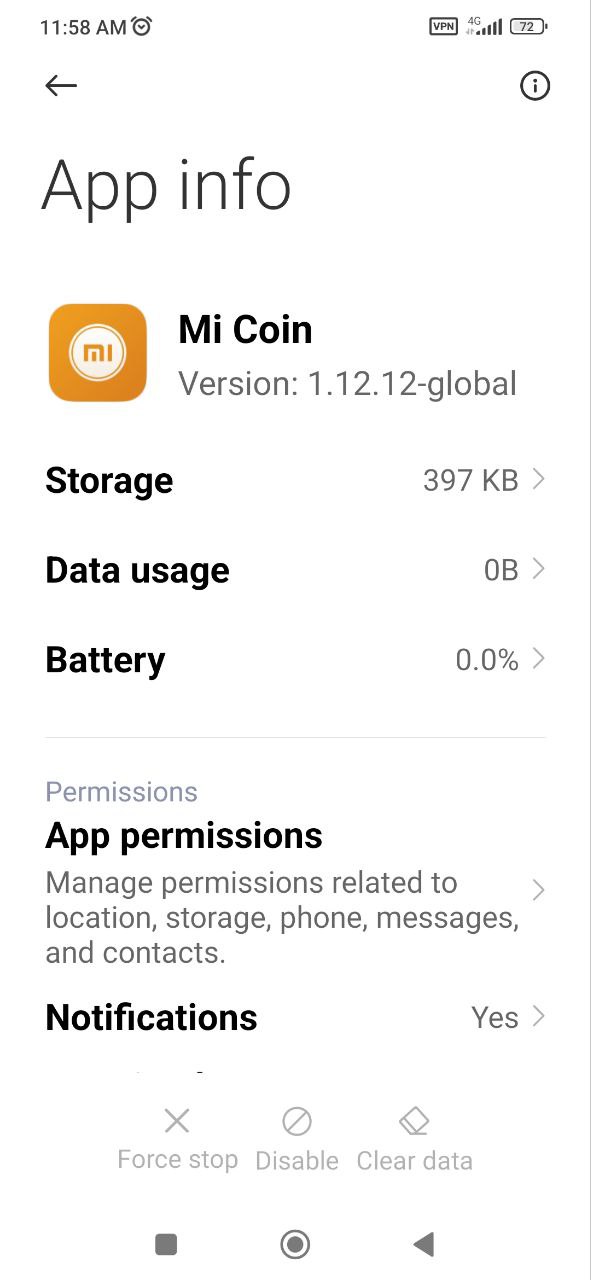 11:58 AM
VPN 4G 72
App info
mi
Mi Coin
Version: 1.12.12-global
Storage 397 KB
Data usage 0B
Battery 0.0%
Permissions
App permissions
Manage permissions related to
location, storage, phone, messages,
and contacts.
Notifications Yes
Force stop Disable Clear data